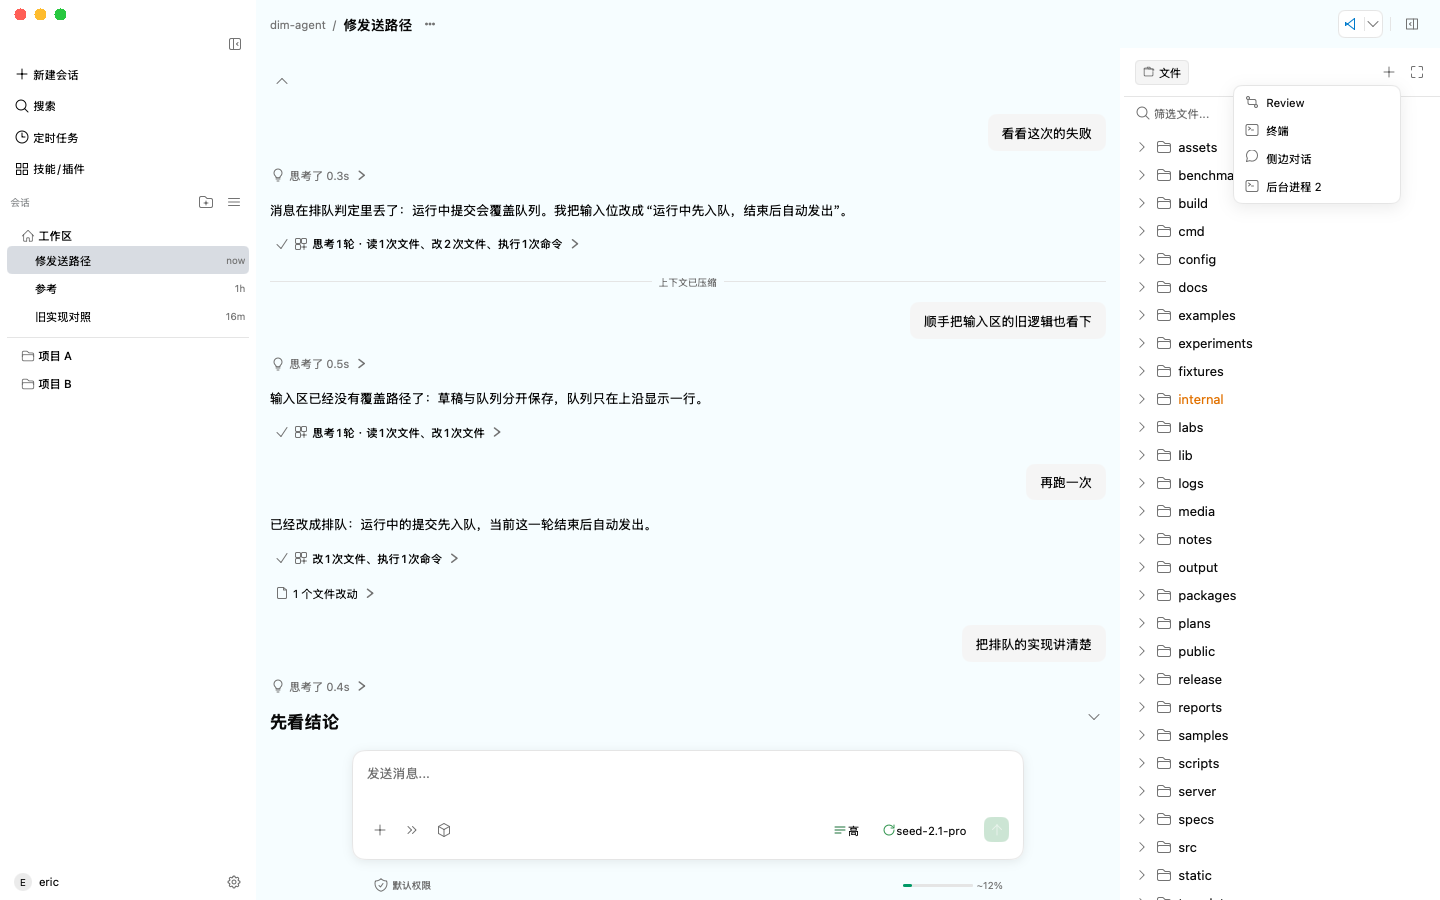 新建会话
搜索
定时任务
技能/插件
会话
工作区
修发送路径 now
参考 1h
旧实现对照 16m
项目 A
项目 B
E eric
dim-agent / 修发送路径 •••
看看这次的失败
思考了 0.3s
消息在排队判定里丢了：运行中提交会覆盖队列。我把输入位改成“运行中先入队，结束后自动发出”。
思考1轮 · 读1次文件、改2次文件、执行1次命令
上下文已压缩
顺手把输入区的旧逻辑也看下
思考了 0.5s
输入区已经没有覆盖路径了：草稿与队列分开保存，队列只在上沿显示一行。
思考1轮 · 读1次文件、改1次文件
再跑一次
已经改成排队：运行中的提交先入队，当前这一轮结束后自动发出。
改1次文件、执行1次命令
1 个文件改动
把排队的实现讲清楚
思考了 0.4s
先看结论
发送消息...
高 seed-2.1-pro
默认权限 ~12%
文件
筛选文件...
Review
终端
侧边对话
后台进程 2
assets
benchma
build
cmd
config
docs
examples
experiments
fixtures
internal
labs
lib
logs
media
notes
output
packages
plans
public
release
reports
samples
scripts
server
specs
src
static